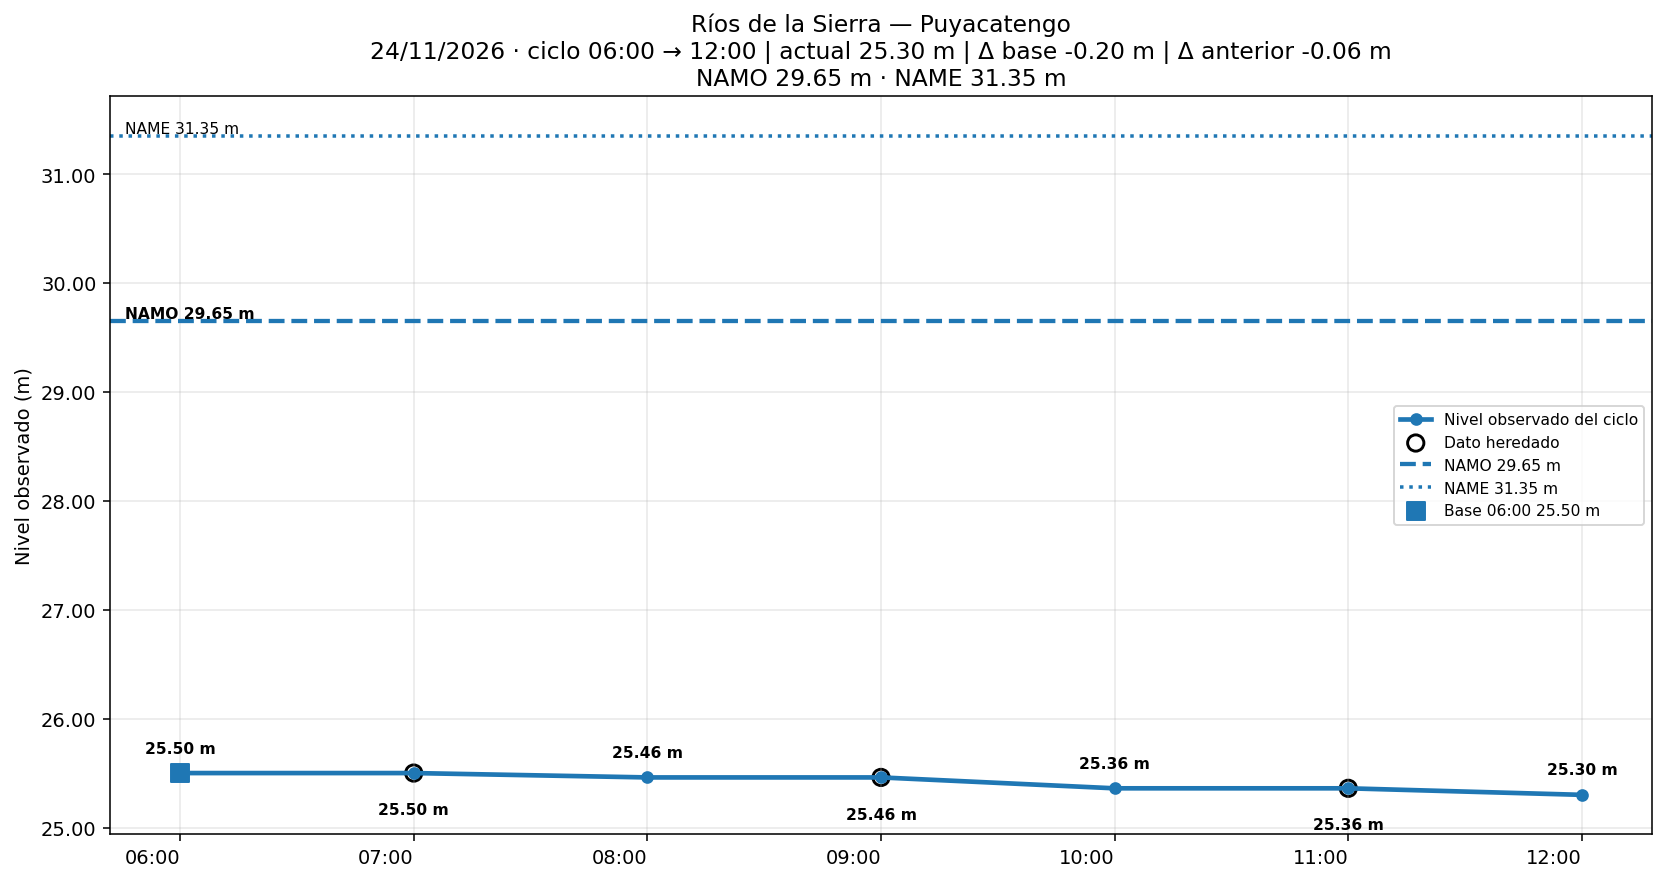 Ríos de la Sierra — Puyacatengo
24/11/2026 · ciclo 06:00 → 12:00 | actual 25.30 m | Δ base -0.20 m | Δ anterior -0.06 m
NAMO 29.65 m · NAME 31.35 m
Nivel observado (m)
31.00
30.00
29.00
28.00
27.00
26.00
25.00
NAME 31.35 m
NAMO 29.65 m
Nivel observado del ciclo
Dato heredado
NAMO 29.65 m
NAME 31.35 m
Base 06:00 25.50 m
25.50 m
25.50 m
25.46 m
25.46 m
25.36 m
25.36 m
25.30 m
06:00
07:00
08:00
09:00
10:00
11:00
12:00